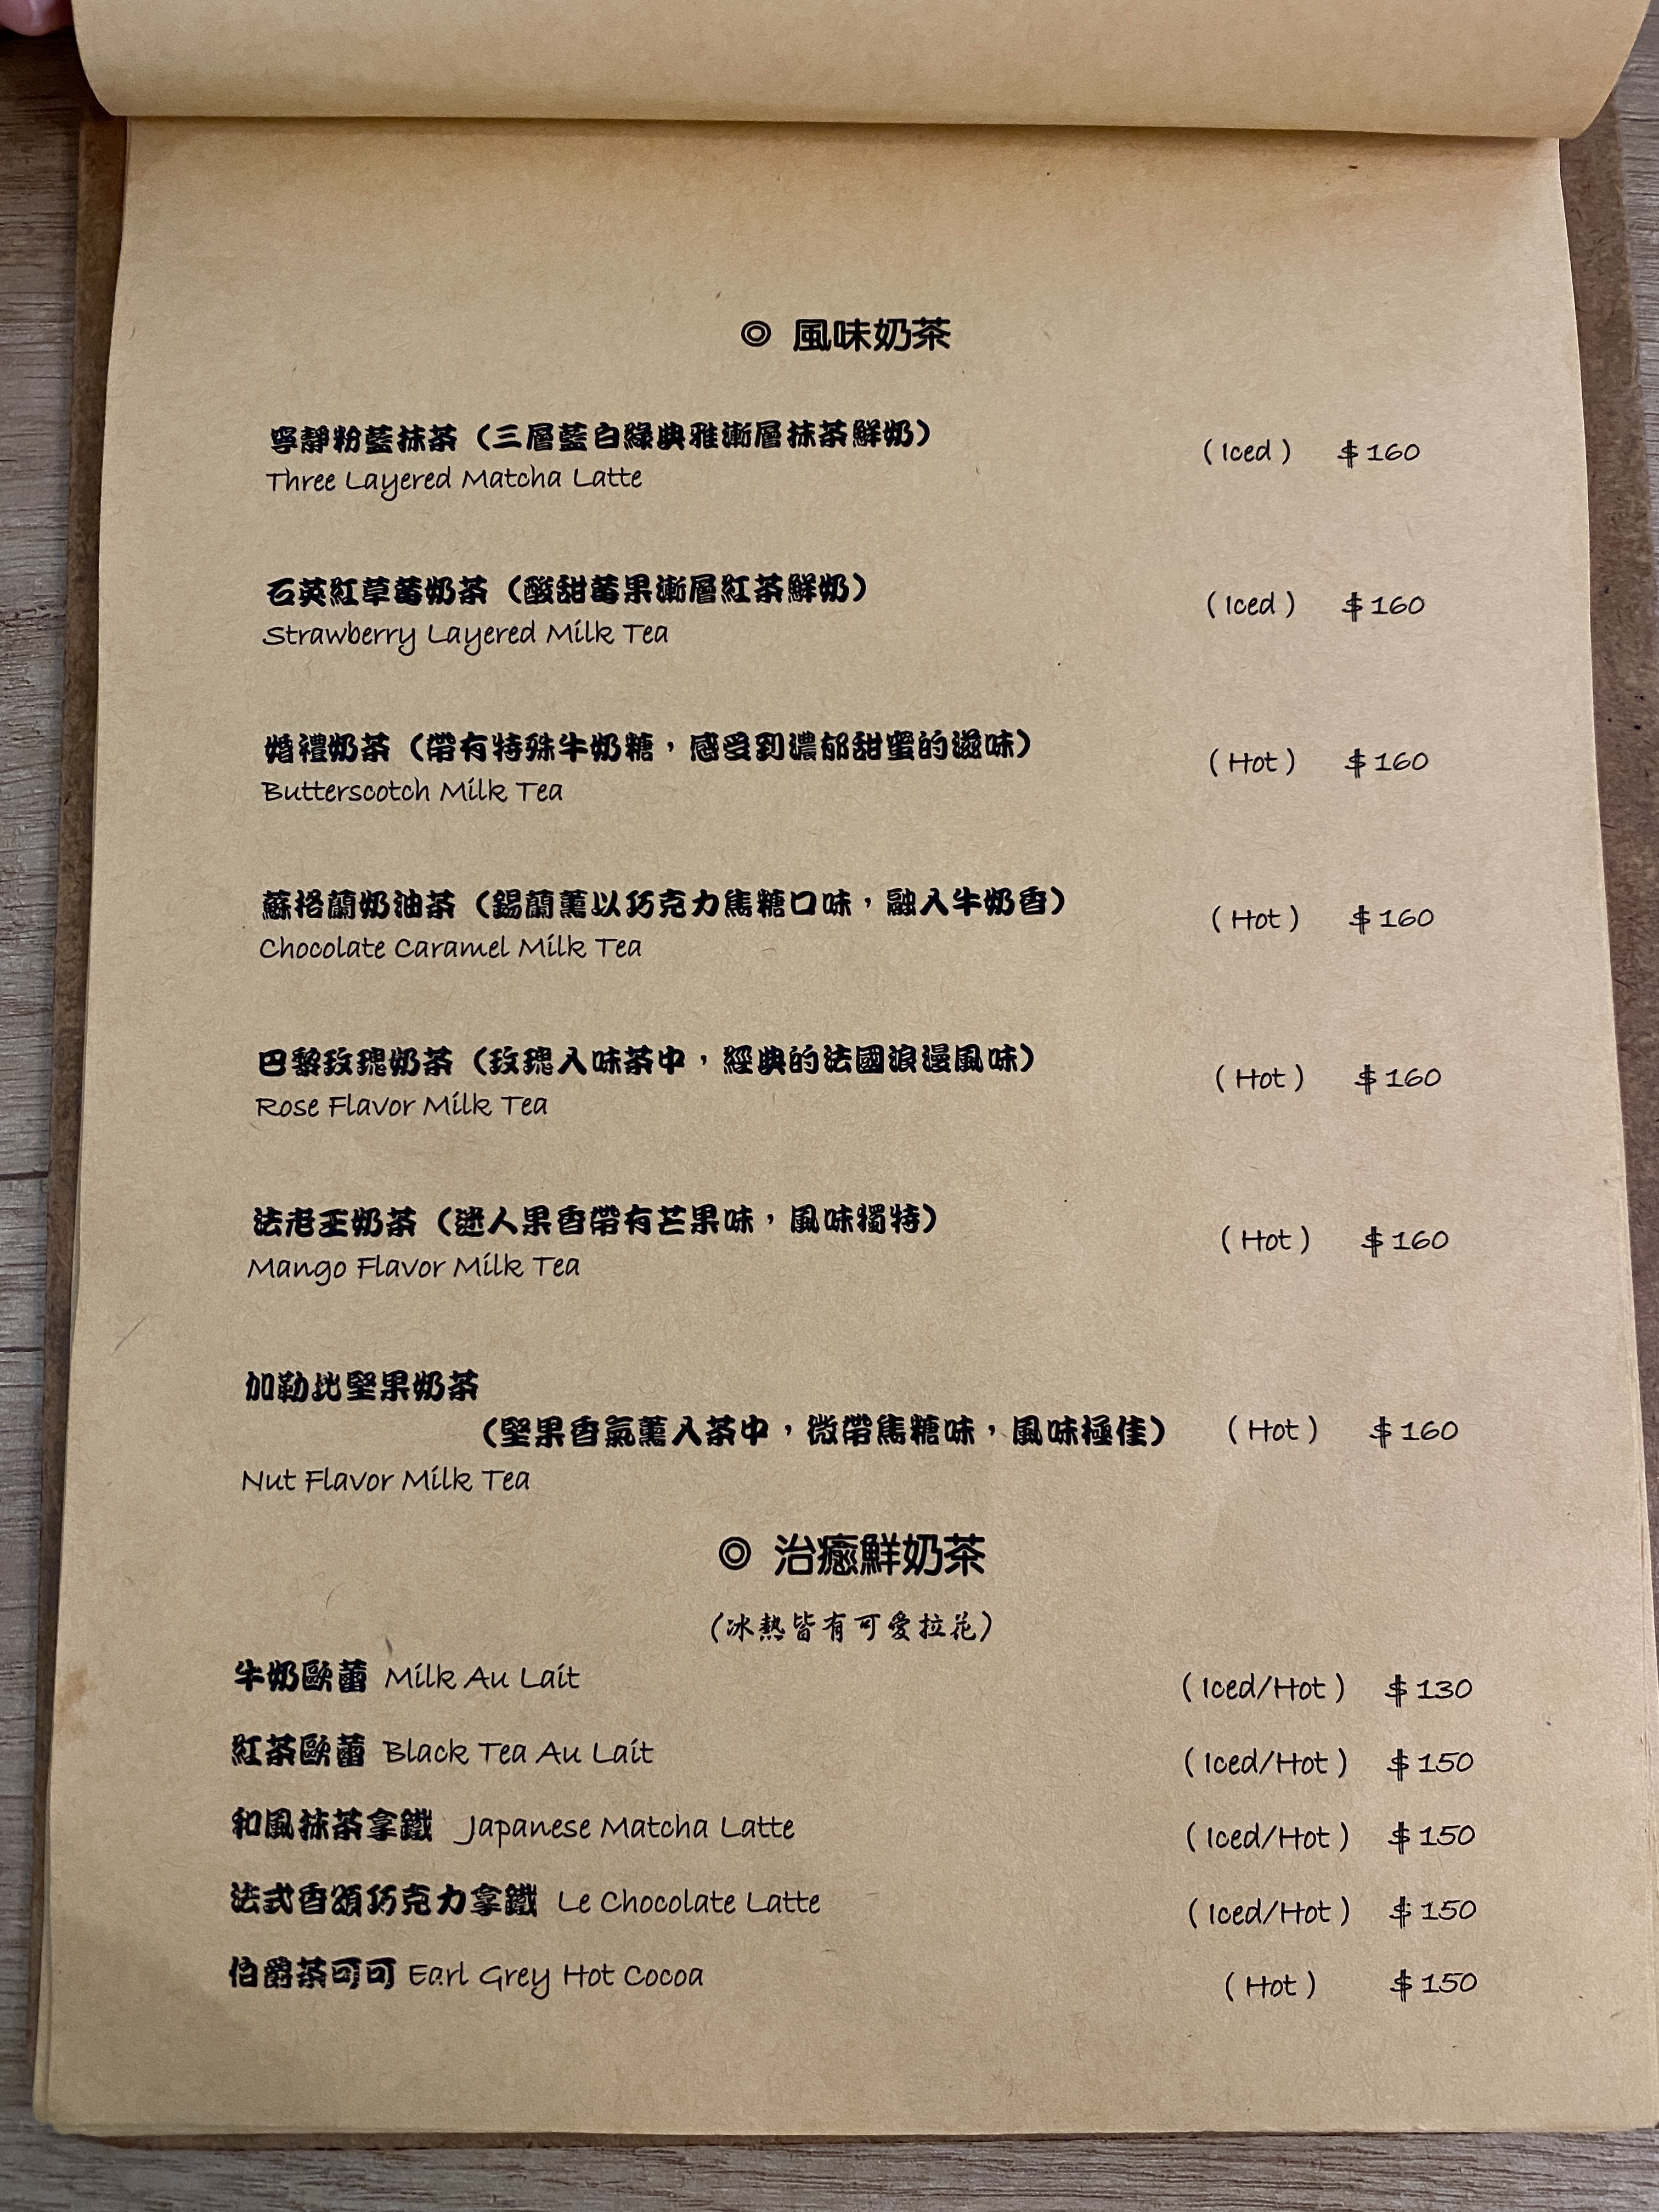 ◎ 風味奶茶
寧靜粉藍抹茶（三層藍白綠典雅漸層抹茶鮮奶） (Iced) $160
Three Layered Matcha Latte
石英紅草莓奶茶（酸甜莓果漸層紅茶鮮奶） (Iced) $160
Strawberry Layered Milk Tea
婚禮奶茶（帶有特殊牛奶糖，感受到濃郁甜蜜的滋味） (Hot) $160
Butterscotch Milk Tea
蘇格蘭奶油茶（錫蘭薰以巧克力焦糖口味，融入牛奶香） (Hot) $160
Chocolate Caramel Milk Tea
巴黎玫瑰奶茶（玫瑰入味茶中，經典的法國浪漫風味） (Hot) $160
Rose Flavor Milk Tea
法老王奶茶（迷人果香帶有芒果味，風味獨特） (Hot) $160
Mango Flavor Milk Tea
加勒比堅果奶茶
（堅果香氣薰入茶中，微帶焦糖味，風味極佳） (Hot) $160
Nut Flavor Milk Tea
◎ 治癒鮮奶茶
(冰熱皆有可愛拉花)
牛奶歐蕾 Milk Au Lait (Iced/Hot) $130
紅茶歐蕾 Black Tea Au Lait (Iced/Hot) $150
和風抹茶拿鐵 Japanese Matcha Latte (Iced/Hot) $150
法式香頌巧克力拿鐵 Le Chocolate Latte (Iced/Hot) $150
伯爵茶可可 Earl Grey Hot Cocoa (Hot) $150